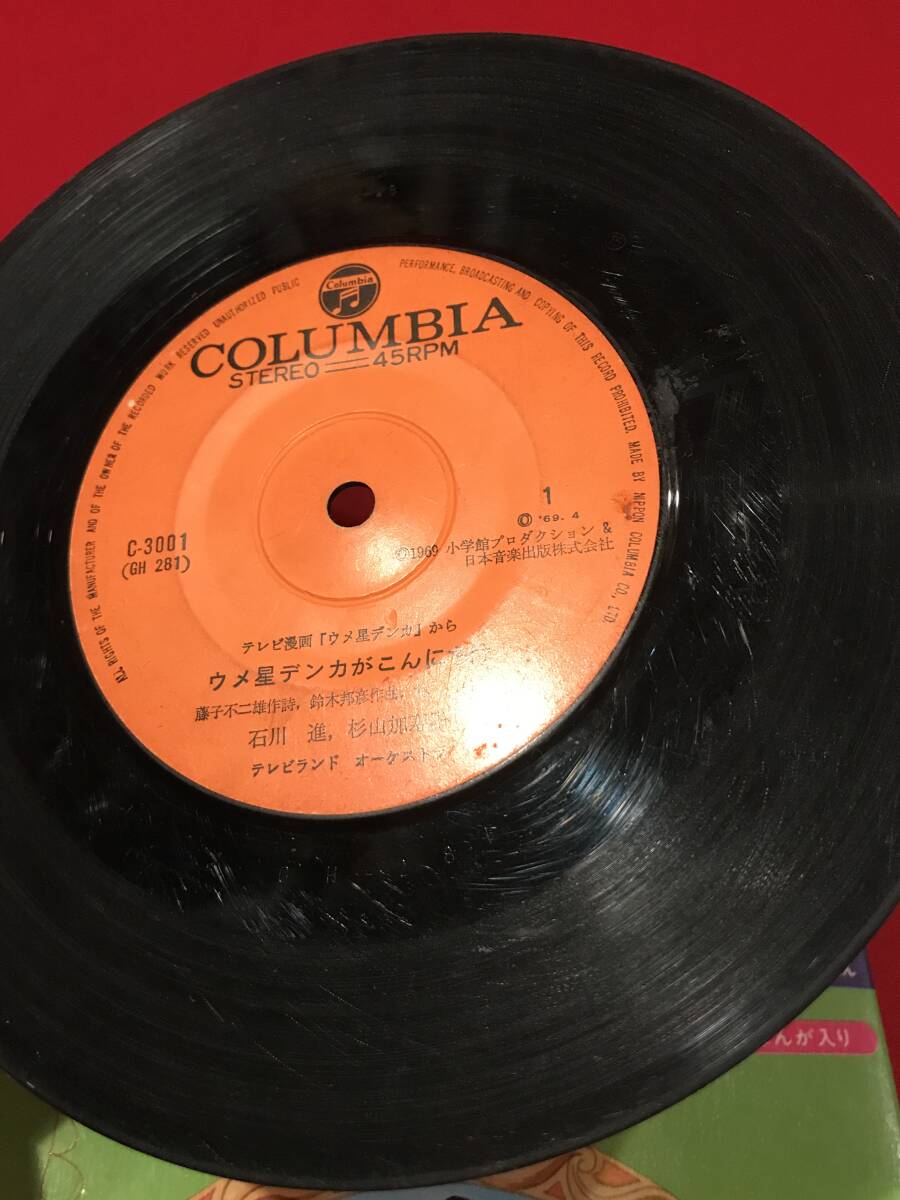 ALL RIGHTS OF THE MANUFACTURER AND OF THE OWNER OF THE RECORDED WORK RESERVED UNAUTHORIZED PUBLIC PERFORMANCE, BROADCASTING AND COPYING OF THIS RECORD PROHIBITED. MADE BY NIPPON COLUMBIA CO., LTD.
Columbia
COLUMBIA
STEREO 45RPM
1
℗ '69. 4
C-3001
(GH 281)
©1969 小学館プロダクション &
日本音楽出版株式会社
テレビ漫画『ウメ星デンカ』から
ウメ星デンカがこんに
藤子不二雄作詩, 鈴木邦彦作曲,
石川 進, 杉山
テレビランド オーケスト
んが入り